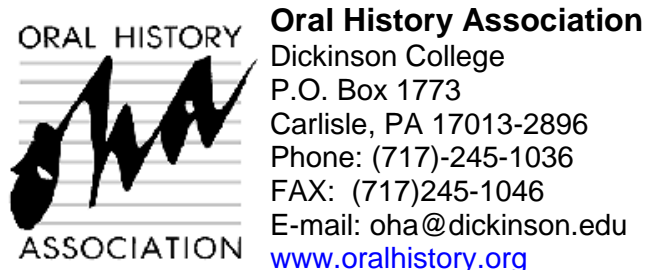 ORAL HISTORY
oha
ASSOCIATION
Oral History Association
Dickinson College
P.O. Box 1773
Carlisle, PA 17013-2896
Phone: (717)-245-1036
FAX:  (717)245-1046
E-mail: oha@dickinson.edu
www.oralhistory.org